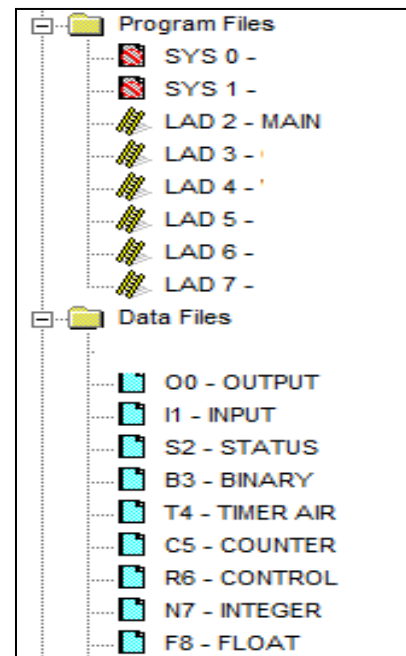 Program Files
SYS 0 -
SYS 1 -
LAD 2 - MAIN
LAD 3 -
LAD 4 -
LAD 5 -
LAD 6 -
LAD 7 -
Data Files
O0 - OUTPUT
I1 - INPUT
S2 - STATUS
B3 - BINARY
T4 - TIMER AIR
C5 - COUNTER
R6 - CONTROL
N7 - INTEGER
F8 - FLOAT